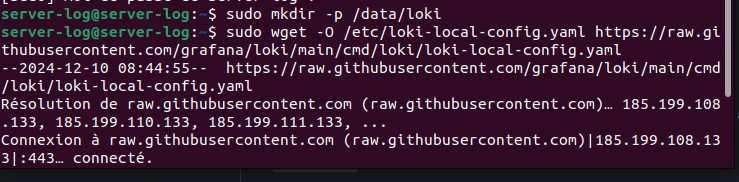 server-log@server-log:~$ sudo mkdir -p /data/loki
server-log@server-log:~$ sudo wget -O /etc/loki-local-config.yaml https://raw.gi
thubusercontent.com/grafana/loki/main/cmd/loki/loki-local-config.yaml
--2024-12-10 08:44:55--  https://raw.githubusercontent.com/grafana/loki/main/cmd
/loki/loki-local-config.yaml
Résolution de raw.githubusercontent.com (raw.githubusercontent.com)… 185.199.108
.133, 185.199.110.133, 185.199.111.133, ...
Connexion à raw.githubusercontent.com (raw.githubusercontent.com)|185.199.108.13
3|:443… connecté.